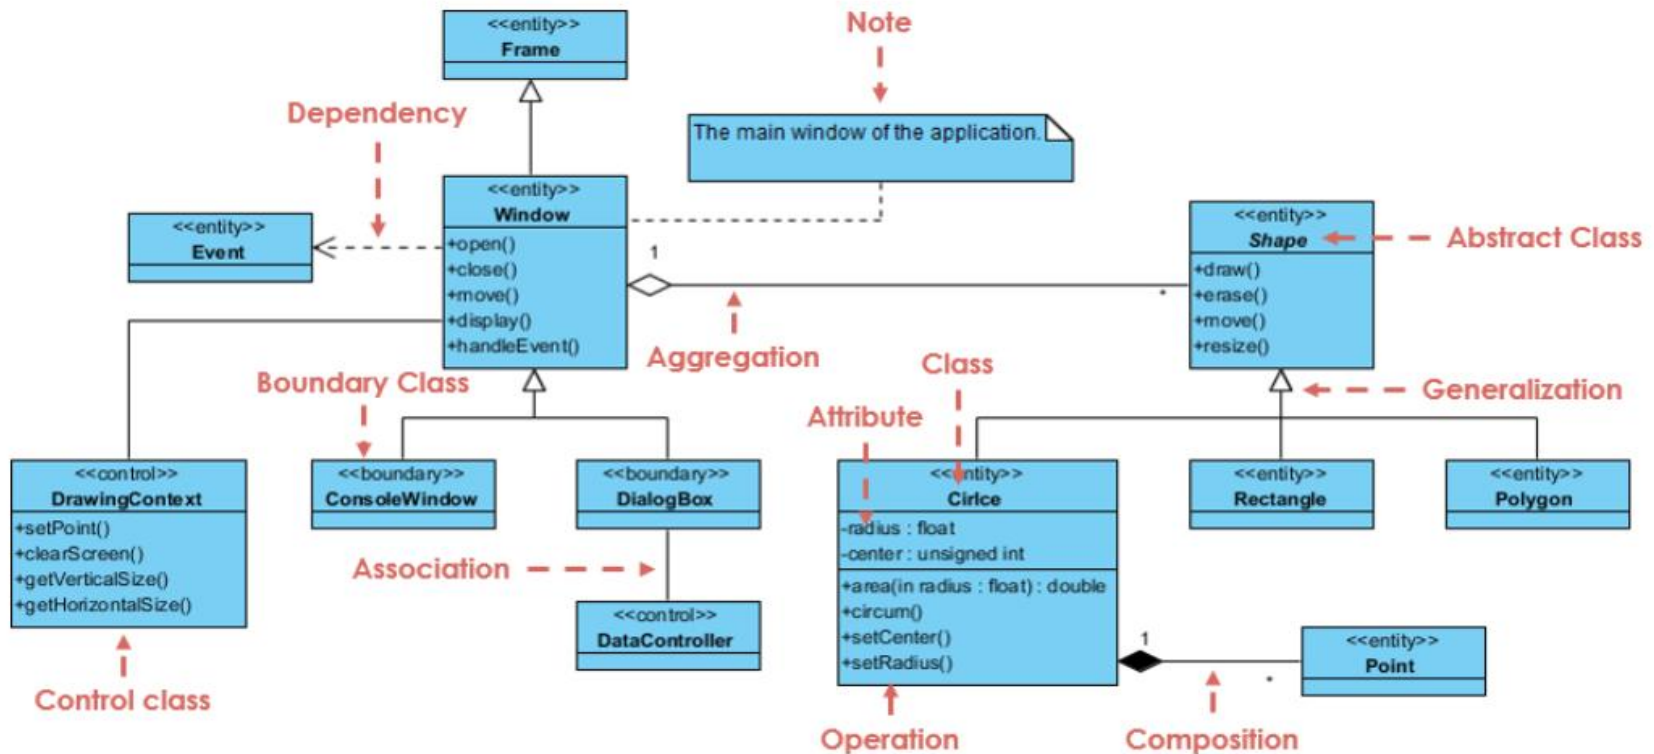 <<entity>>
Frame
Note
Dependency
The main window of the application.
<<entity>>
Window
+open()
+close()
+move()
+display()
+handleEvent()
<<entity>>
Event
1
*
Aggregation
<<entity>>
Shape
+draw()
+erase()
+move()
+resize()
Abstract Class
Generalization
Boundary Class
Class
Attribute
<<control>>
DrawingContext
+setPoint()
+clearScreen()
+getVerticalSize()
+getHorizontalSize()
Control class
<<boundary>>
ConsoleWindow
<<boundary>>
DialogBox
Association
<<control>>
DataController
<<entity>>
Cirlce
-radius : float
-center : unsigned int
+area(in radius : float) : double
+circum()
+setCenter()
+setRadius()
Operation
<<entity>>
Rectangle
<<entity>>
Polygon
1
*
<<entity>>
Point
Composition